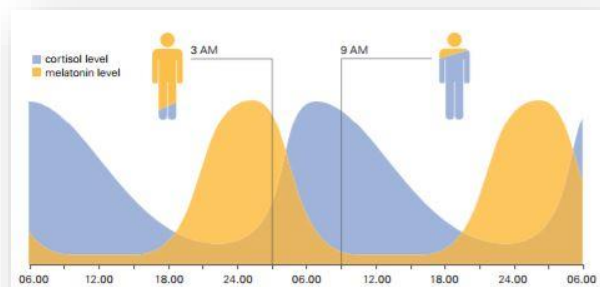 3 AM
9 AM
cortisol level
melatonin level
06.00 12.00 18.00 24.00 06.00 12.00 18.00 24.00 06.00